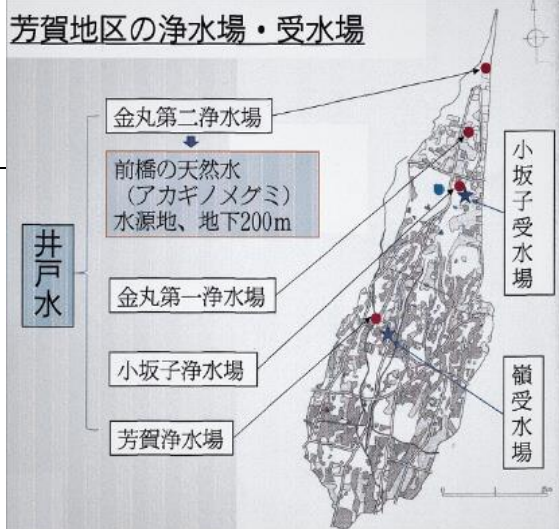 芳賀地区の浄水場・受水場
金丸第二浄水場
前橋の天然水
(アカギノメグミ)
水源地、地下200m
井戸水
金丸第一浄水場
小坂子浄水場
芳賀浄水場
小坂子受水場
嶺受水場